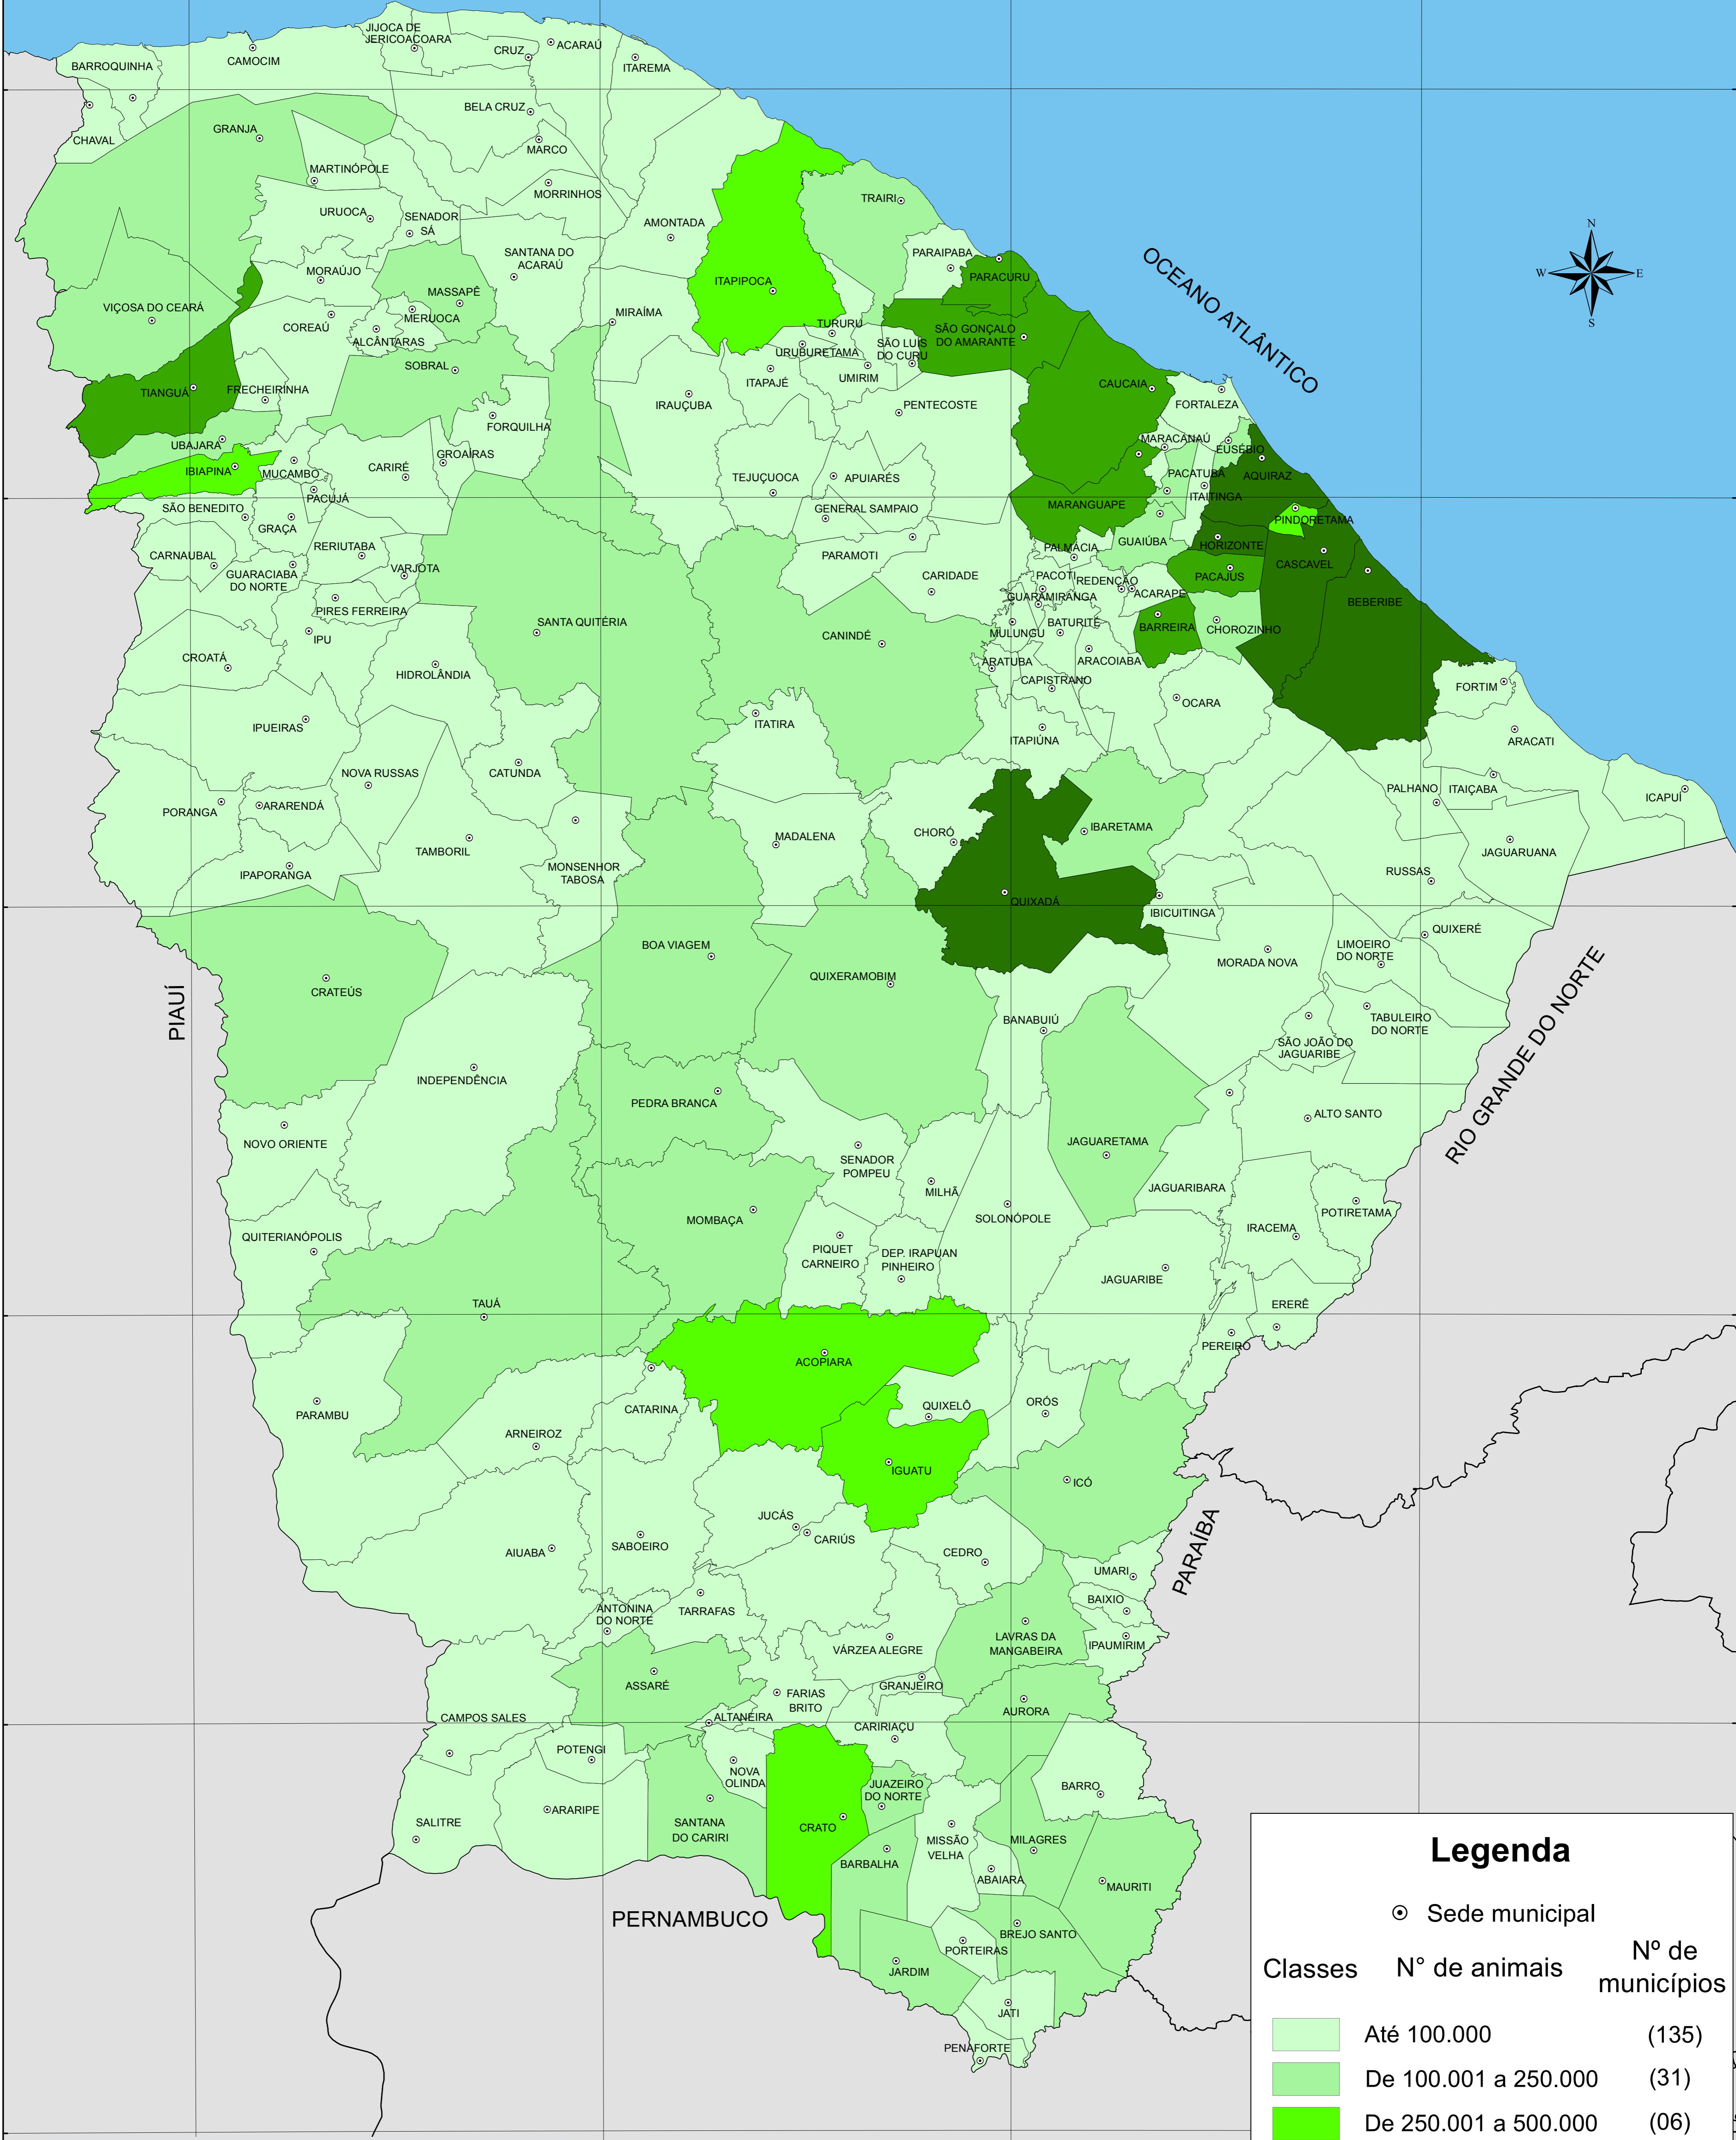 JIJOCA DE
JERICOACOARA
CRUZ
ACARAÚ
BARROQUINHA
CAMOCIM
ITAREMA
BELA CRUZ
CHAVAL
GRANJA
MARCO
MARTINÓPOLE
MORRINHOS
TRAIRI
URUOCA
SENADOR
SÁ
AMONTADA
N
W
E
S
SANTANA DO
ACARAÚ
PARAIPABA
OCEANO ATLÂNTICO
MORAÚJO
PARACURU
ITAPIPOCA
MASSAPÊ
VIÇOSA DO CEARÁ
MERUOCA
MIRAÍMA
COREAÚ
TURURU
SÃO GONÇALO
DO AMARANTE
ALCÂNTARAS
URUBURETAMA
SÃO LUIS
DO CURU
SOBRAL
UMIRIM
ITAPAJÉ
CAUCAIA
TIANGUÁ
FRECHEIRINHA
IRAUÇUBA
PENTECOSTE
FORTALEZA
FORQUILHA
UBAJARA
MARACANAÚ
EUSÉBIO
GROAÍRAS
IBIAPINA
MUCAMBO
CARIRÉ
TEJUÇUOCA
APUIARÉS
PACATUBA
AQUIRAZ
PACUJÁ
ITAITINGA
SÃO BENEDITO
GENERAL SAMPAIO
MARANGUAPE
PINDORETAMA
GRAÇA
RERIUTABA
PALMÁCIA
GUAIÚBA
HORIZONTE
CARNAUBAL
PARAMOTI
CASCAVEL
GUARACIABA
DO NORTE
VARJOTA
CARIDADE
PACOTI
REDENÇÃO
PACAJUS
PIRES FERREIRA
GUARAMIRANGA
ACARAPE
BEBERIBE
IPU
SANTA QUITÉRIA
CANINDÉ
MULUNGU
BATURITÉ
BARREIRA
CHOROZINHO
CROATÁ
HIDROLÂNDIA
ARATUBA
ARACOIABA
CAPISTRANO
FORTIM
OCARA
IPUEIRAS
ITATIRA
ITAPIÚNA
ARACATI
NOVA RUSSAS
CATUNDA
PALHANO
ITAIÇABA
ICAPUÍ
PORANGA
ARARENDÁ
MADALENA
CHORÓ
IBARETAMA
TAMBORIL
JAGUARUANA
IPAPORANGA
MONSENHOR
TABOSA
RUSSAS
QUIXADÁ
IBICUITINGA
QUIXERÉ
BOA VIAGEM
LIMOEIRO
DO NORTE
MORADA NOVA
QUIXERAMOBIM
CRATEÚS
PIAUÍ
BANABUIÚ
TABULEIRO
DO NORTE
SÃO JOÃO DO
JAGUARIBE
RIO GRANDE DO NORTE
INDEPENDÊNCIA
PEDRA BRANCA
ALTO SANTO
NOVO ORIENTE
JAGUARETAMA
SENADOR
POMPEU
MILHÃ
JAGUARIBARA
POTIRETAMA
MOMBAÇA
SOLONÓPOLE
IRACEMA
QUITERIANÓPOLIS
PIQUET
CARNEIRO
DEP. IRAPUAN
PINHEIRO
JAGUARIBE
TAUÁ
ERERÊ
PEREIRO
ACOPIARA
PARAMBU
CATARINA
QUIXELÔ
ORÓS
ARNEIROZ
IGUATU
ICÓ
JUCÁS
CARIÚS
PARAÍBA
SABOEIRO
AIUABA
CEDRO
UMARI
BAIXIO
ANTONINA
DO NORTE
TARRAFAS
LAVRAS DA
MANGABEIRA
IPAUMIRIM
VÁRZEA ALEGRE
ASSARÉ
GRANJEIRO
FARIAS
BRITO
AURORA
CAMPOS SALES
ALTANEIRA
CARIRIAÇU
POTENGI
NOVA
OLINDA
JUAZEIRO
DO NORTE
BARRO
ARARIPE
SALITRE
SANTANA
DO CARIRI
CRATO
MISSÃO
VELHA
MILAGRES
BARBALHA
ABAIARA
MAURITI
PERNAMBUCO
BREJO SANTO
PORTEIRAS
JARDIM
JATI
PENAFORTE
Legenda
Sede municipal
Classes N° de animais Nº de
municípios
Até 100.000 (135)
De 100.001 a 250.000 (31)
De 250.001 a 500.000 (06)